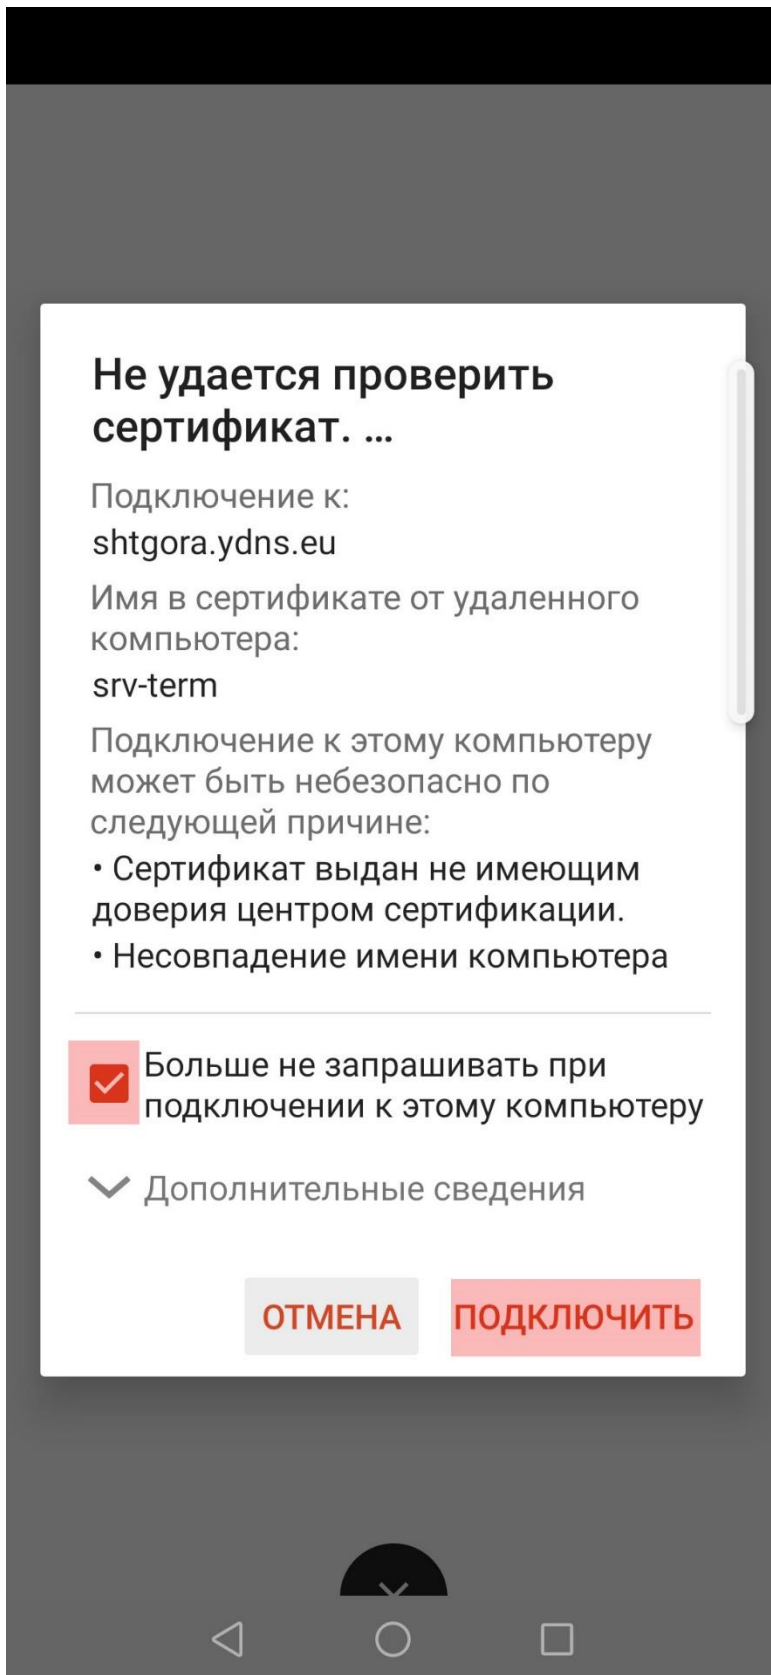 Не удается проверить
сертификат. ...
Подключение к:
shtgora.ydns.eu
Имя в сертификате от удаленного
компьютера:
srv-term
Подключение к этому компьютеру
может быть небезопасно по
следующей причине:
• Сертификат выдан не имеющим
доверия центром сертификации.
• Несовпадение имени компьютера
Больше не запрашивать при
подключении к этому компьютеру
Дополнительные сведения
ОТМЕНА ПОДКЛЮЧИТЬ